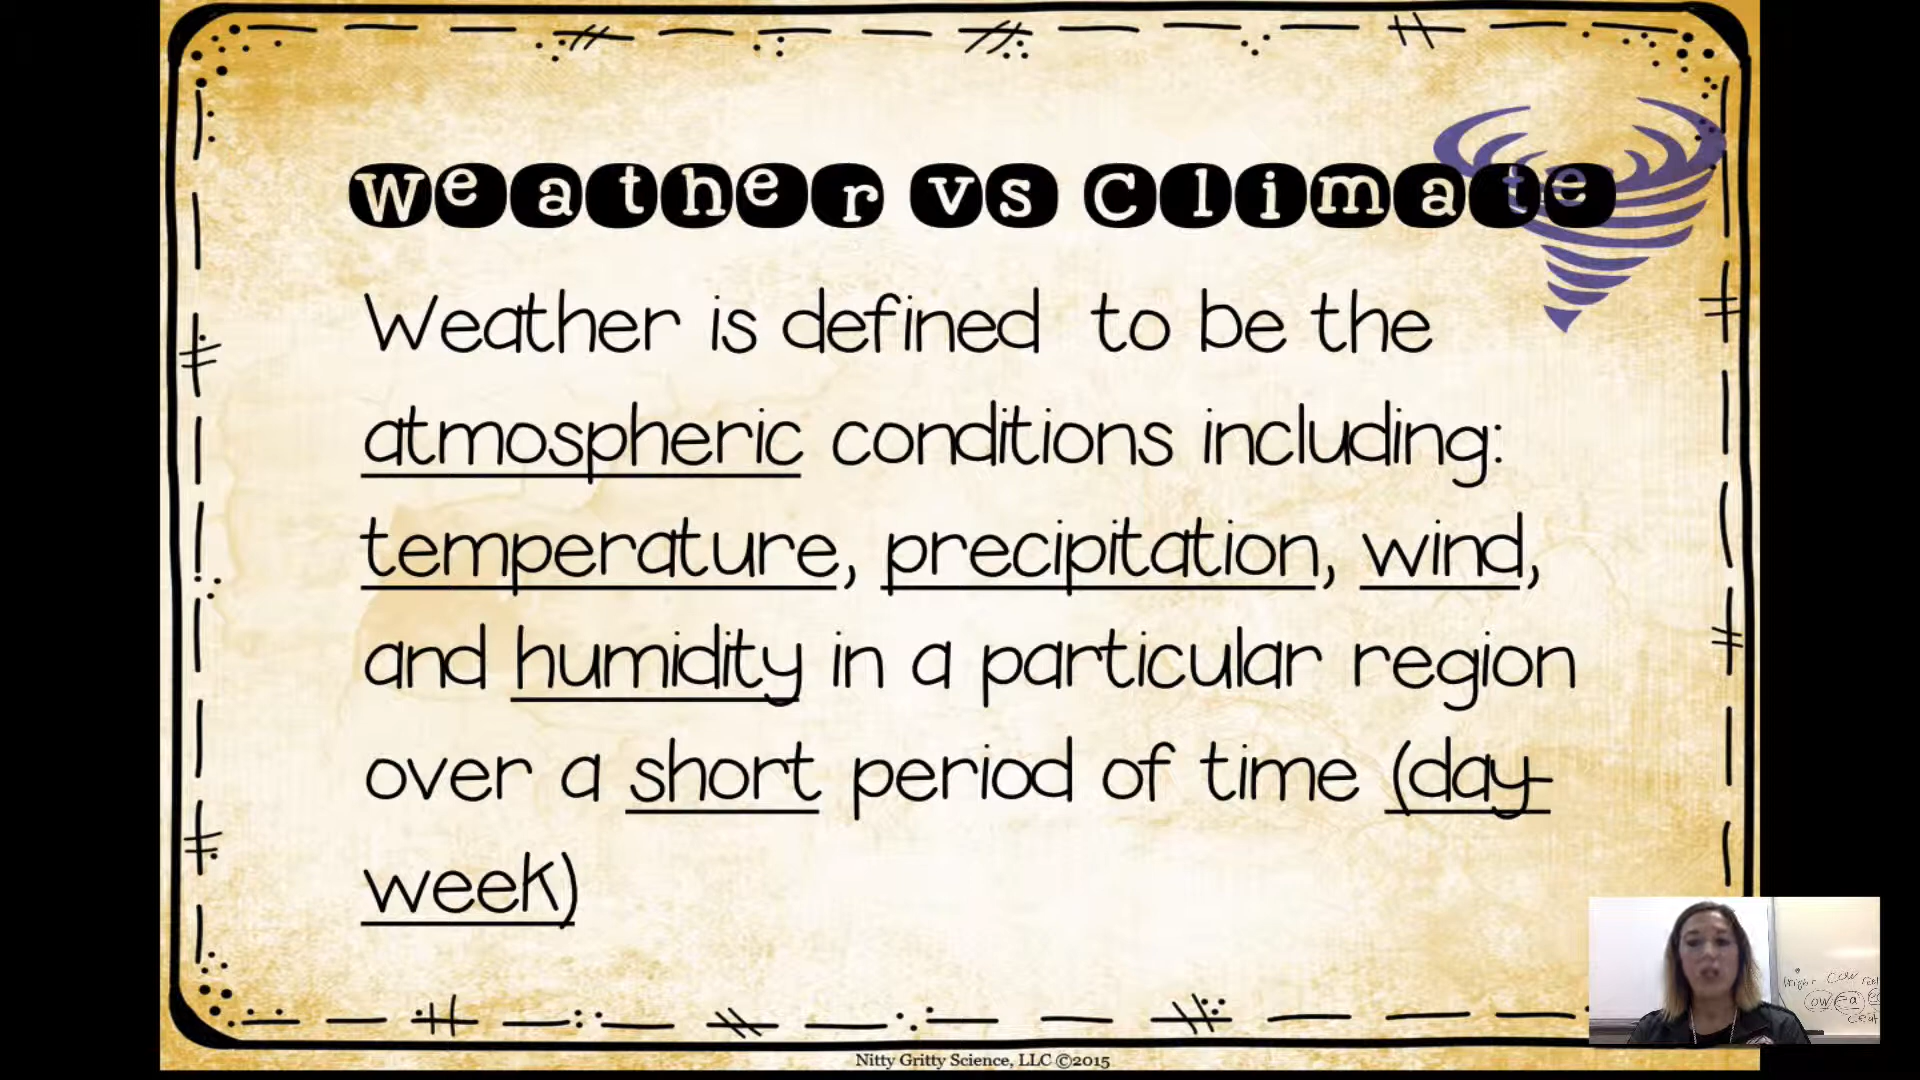 Weather vs Climate
Weather is defined to be the
atmospheric conditions including:
temperature, precipitation, wind,
and humidity in a particular region
over a short period of time (day-
week)
Nitty Gritty Science, LLC ©2015